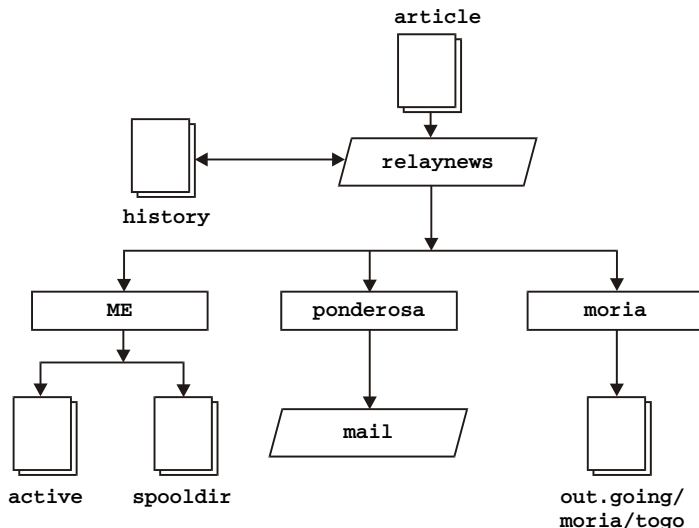 article
relaynews
history
ME
ponderosa
moria
mail
active
spooldir
out.going/
moria/togo